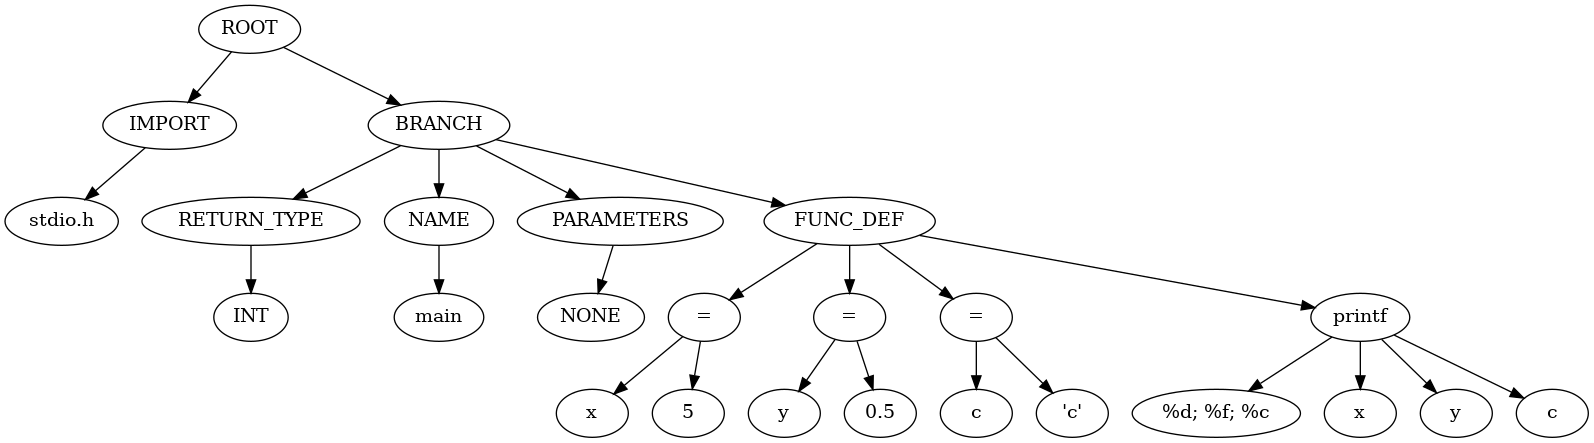 ROOT
IMPORT
BRANCH
stdio.h
RETURN_TYPE
NAME
PARAMETERS
FUNC_DEF
INT
main
NONE
=
=
=
printf
x
5
y
0.5
c
'c'
%d; %f; %c
x
y
c